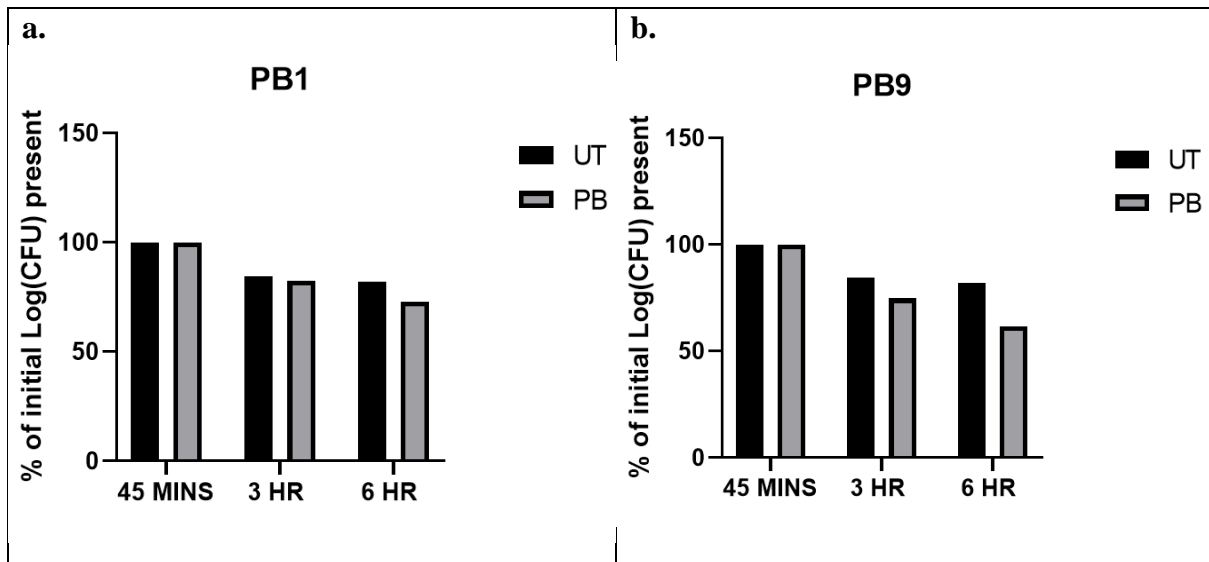 a.
PB1
% of initial Log(CFU) present
150
100
50
0
45 MINS
3 HR
6 HR
UT
PB
b.
PB9
% of initial Log(CFU) present
150
100
50
0
45 MINS
3 HR
6 HR
UT
PB